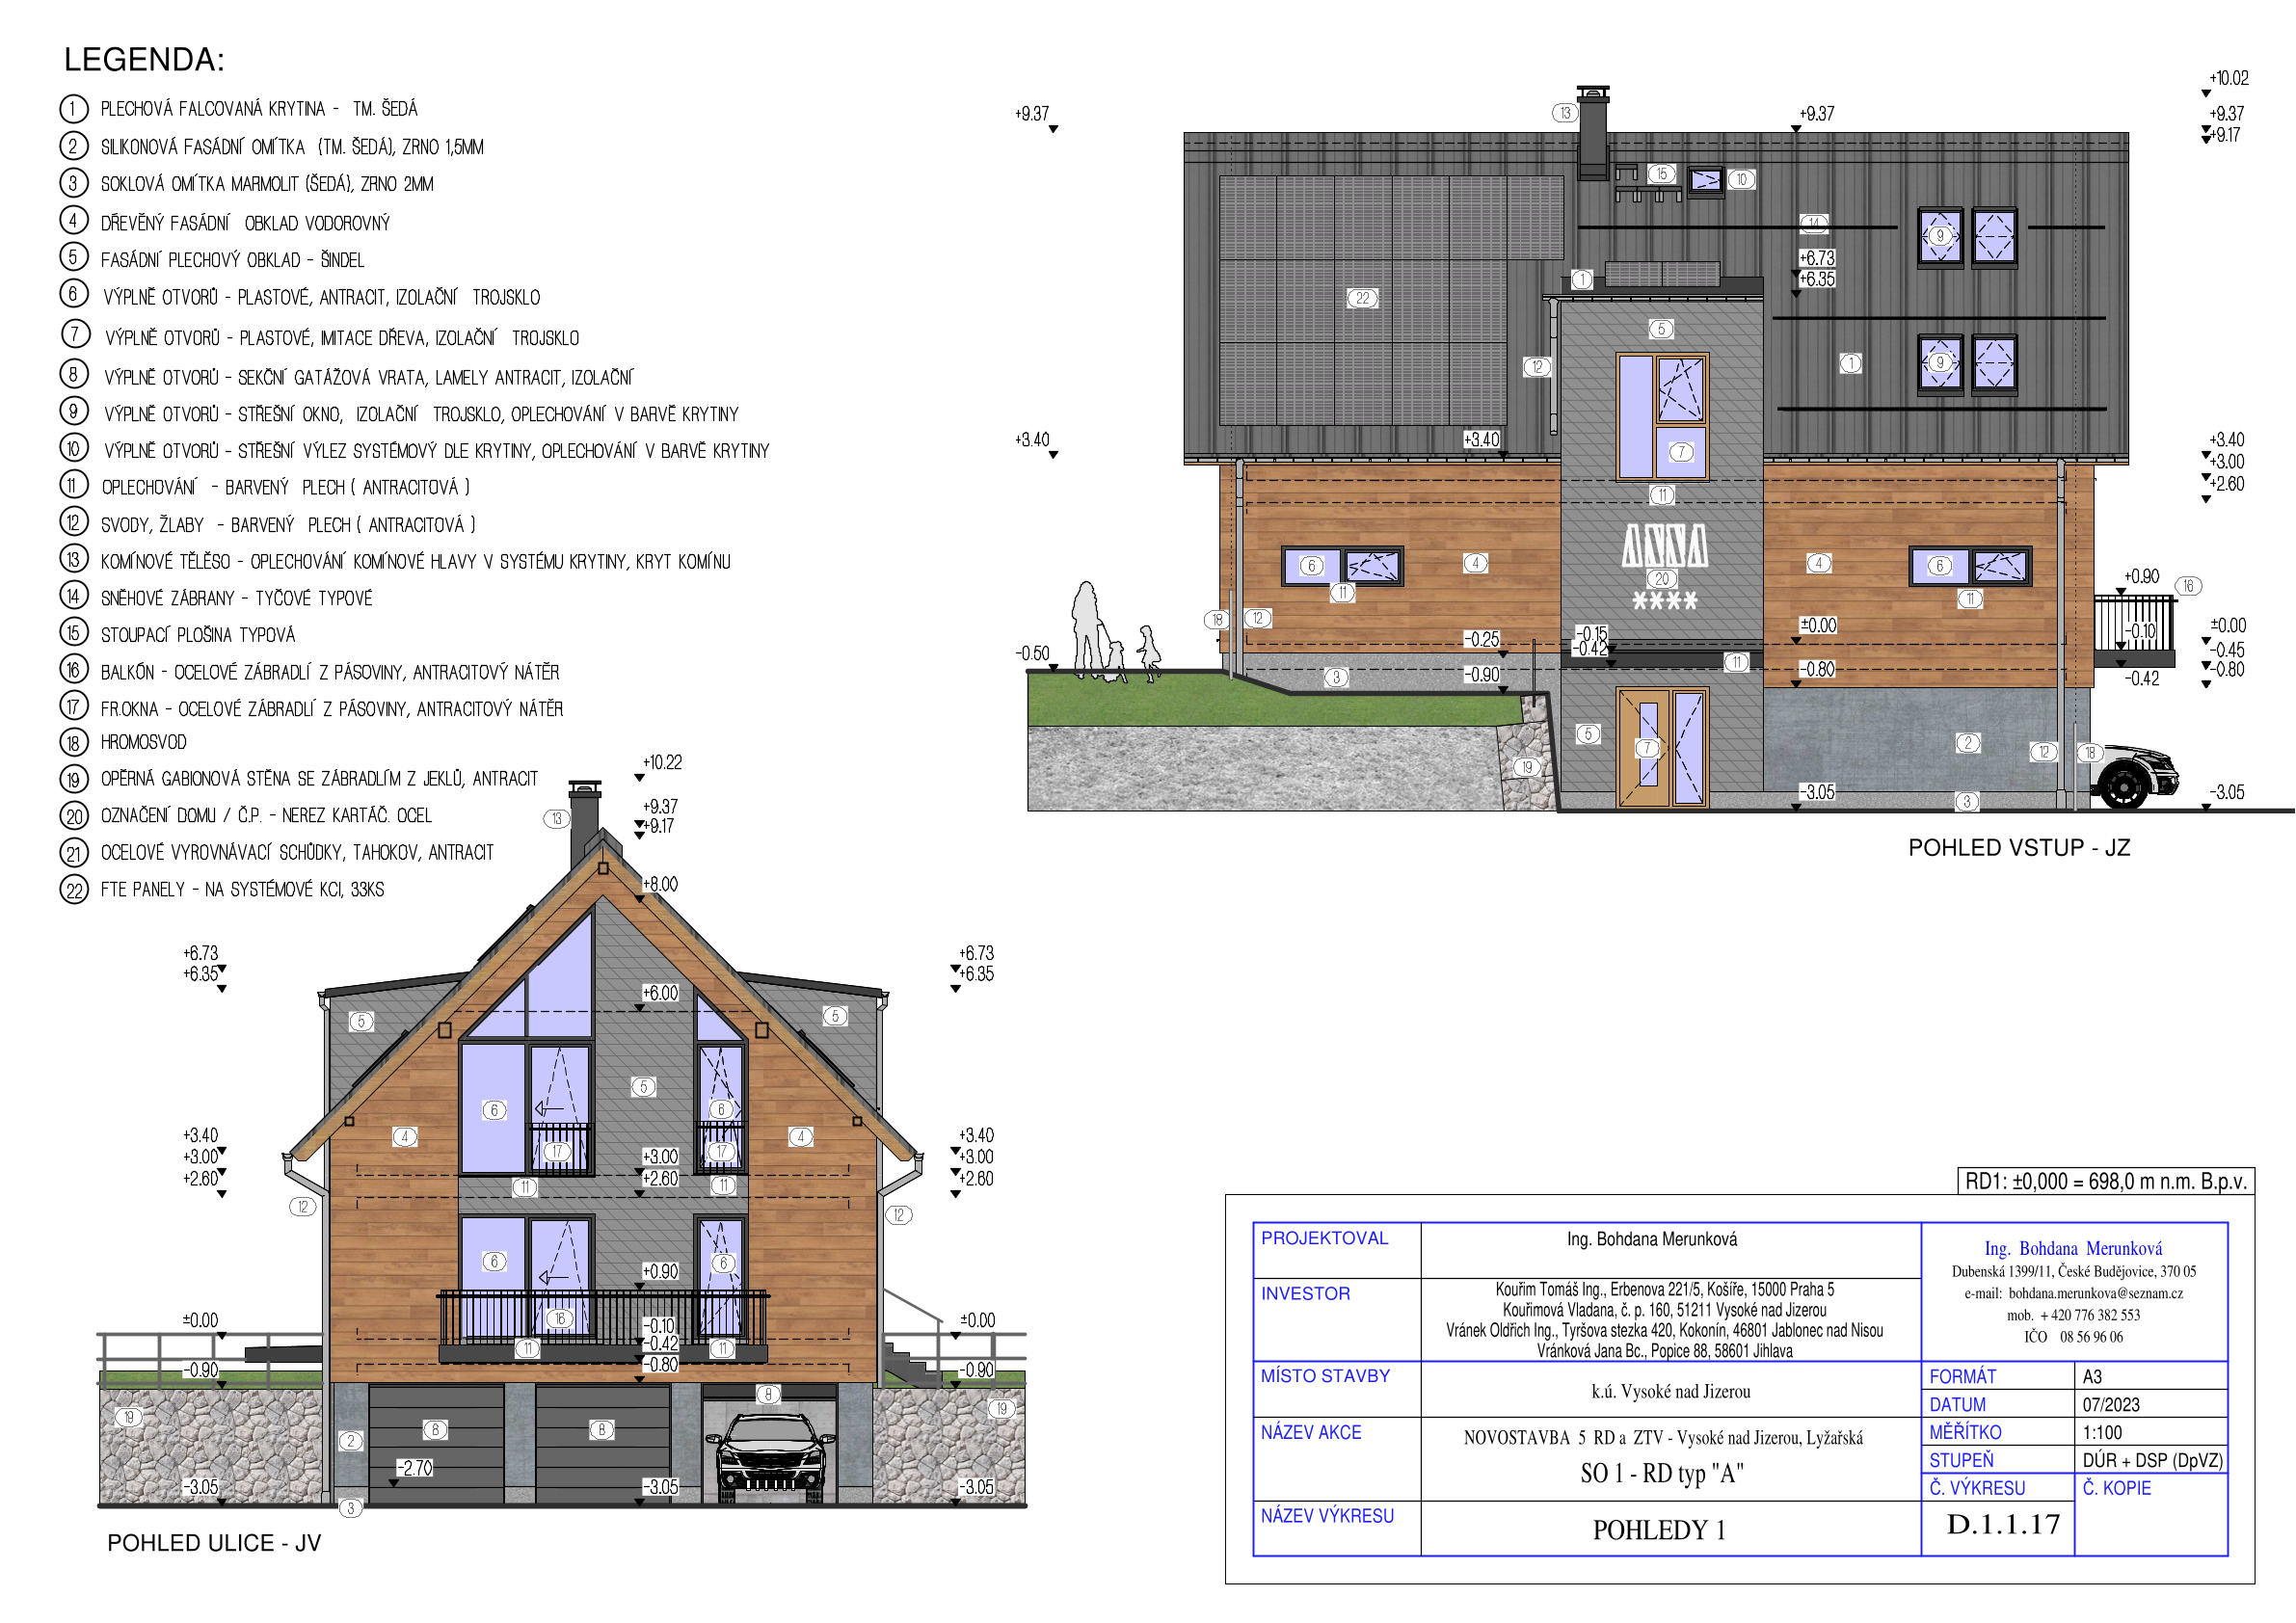 LEGENDA:
1 PLECHOVÁ FALCOVANÁ KRYTINA - TM. ŠEDÁ
2 SILIKONOVÁ FASÁDNÍ OMÍTKA (TM. ŠEDÁ), ZRNO 1,5MM
3 SOKLOVÁ OMÍTKA MARMOLIT (ŠEDÁ), ZRNO 2MM
4 DŘEVĚNÝ FASÁDNÍ OBKLAD VODOROVNÝ
5 FASÁDNÍ PLECHOVÝ OBKLAD - ŠINDEL
6 VÝPLNĚ OTVORŮ - PLASTOVÉ, ANTRACIT, IZOLAČNÍ TROJSKLO
7 VÝPLNĚ OTVORŮ - PLASTOVÉ, IMITACE DŘEVA, IZOLAČNÍ TROJSKLO
8 VÝPLNĚ OTVORŮ - SEKČNÍ GATÁŽOVÁ VRATA, LAMELY ANTRACIT, IZOLAČNÍ
9 VÝPLNĚ OTVORŮ - STŘEŠNÍ OKNO, IZOLAČNÍ TROJSKLO, OPLECHOVÁNÍ V BARVĚ KRYTINY
10 VÝPLNĚ OTVORŮ - STŘEŠNÍ VÝLEZ SYSTÉMOVÝ DLE KRYTINY, OPLECHOVÁNÍ V BARVĚ KRYTINY
11 OPLECHOVÁNÍ - BARVENÝ PLECH ( ANTRACITOVÁ )
12 SVODY, ŽLABY - BARVENÝ PLECH ( ANTRACITOVÁ )
13 KOMÍNOVÉ TĚLĚSO - OPLECHOVÁNÍ KOMÍNOVÉ HLAVY V SYSTÉMU KRYTINY, KRYT KOMÍNU
14 SNĚHOVÉ ZÁBRANY - TYČOVÉ TYPOVÉ
15 STOUPACÍ PLOŠINA TYPOVÁ
16 BALKÓN - OCELOVÉ ZÁBRADLÍ Z PÁSOVINY, ANTRACITOVÝ NÁTĚR
17 FR.OKNA - OCELOVÉ ZÁBRADLÍ Z PÁSOVINY, ANTRACITOVÝ NÁTĚR
18 HROMOSVOD
19 OPĚRNÁ GABIONOVÁ STĚNA SE ZÁBRADLÍM Z JEKLŮ, ANTRACIT
20 OZNAČENÍ DOMU / Č.P. - NEREZ KARTÁČ. OCEL
21 OCELOVÉ VYROVNÁVACÍ SCHŮDKY, TAHOKOV, ANTRACIT
22 FTE PANELY - NA SYSTÉMOVÉ KCI, 33KS
+10.02
+9.37 13 +9.37 +9.37
+9.17
15 10
14 9
+6.73
1 +6.35
22
5
12 1 9
7
+3.40 +3.40 +3.40
+3.00
11 +2.60
ANNA
6 4 4 6
20
11 11
****
+0.90 16
18 12
-0.25 -0.15 ±0.00 -0.10 ±0.00
-0.50 -0.42 -0.45
3 -0.90 11 -0.80 -0.42 -0.80
5 7 2 12 18
19
-3.05 3 -3.05
POHLED VSTUP - JZ
+10.22
13 +9.37
+9.17
+8.00
+6.73 +6.73
+6.35 +6.35
+6.00
5 5
5
6 6
+3.40 4 17 17 4 +3.40
+3.00 +3.00 +3.00
+2.60 11 +2.60 11 +2.60
12 12
6 6
+0.90
±0.00 16 -0.10 ±0.00
11 -0.42 11
-0.90 -0.80 -0.90
8
19 2 8 8 19
-2.70
-3.05 -3.05 -3.05
3
POHLED ULICE - JV
RD1: ±0,000 = 698,0 m n.m. B.p.v.
PROJEKTOVAL Ing. Bohdana Merunková
INVESTOR Kouřim Tomáš Ing., Erbenova 221/5, Košíře, 15000 Praha 5
Kouřimová Vladana, č. p. 160, 51211 Vysoké nad Jizerou
Vránek Oldřich Ing., Tyršova stezka 420, Kokonín, 46801 Jablonec nad Nisou
Vránková Jana Bc., Popice 88, 58601 Jihlava
Ing. Bohdana Merunková
Dubenská 1399/11, České Budějovice, 370 05
e-mail: bohdana.merunkova@seznam.cz
mob. + 420 776 382 553
IČO 08 56 96 06
MÍSTO STAVBY k.ú. Vysoké nad Jizerou
NÁZEV AKCE NOVOSTAVBA 5 RD a ZTV - Vysoké nad Jizerou, Lyžařská
SO 1 - RD typ "A"
NÁZEV VÝKRESU POHLEDY 1
FORMÁT A3
DATUM 07/2023
MĚŘÍTKO 1:100
STUPEŇ DÚR + DSP (DpVZ)
Č. VÝKRESU Č. KOPIE
D.1.1.17